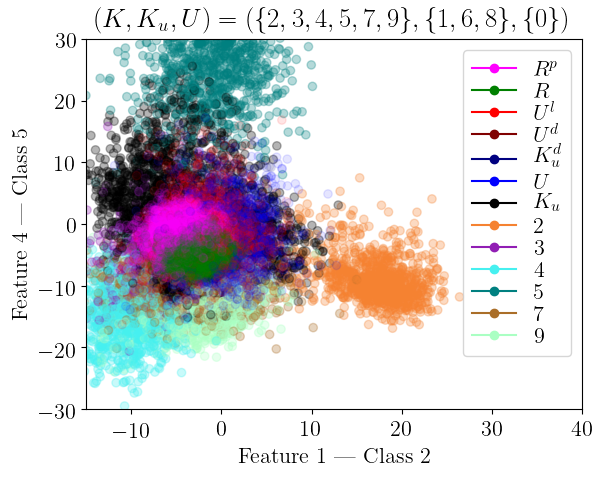 (K, K_u, U) = ({2, 3, 4, 5, 7, 9}, {1, 6, 8}, {0})
30
20
10
0
−10
−20
−30
Feature 4 — Class 5
R^p
R
U^l
U^d
K_u^d
U
K_u
2
3
4
5
7
9
−10
0
10
20
30
40
Feature 1 — Class 2